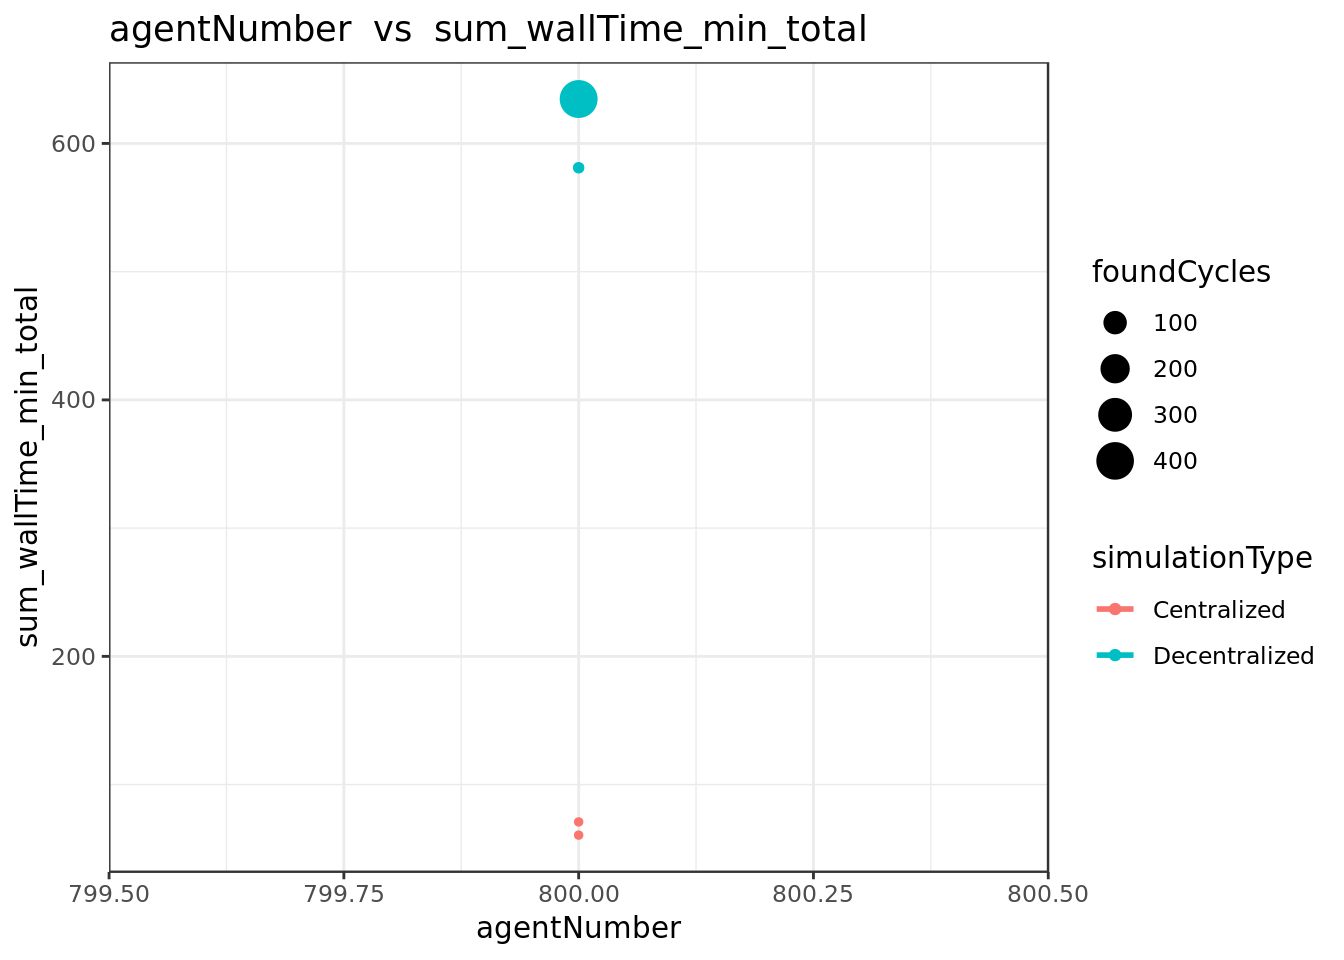 agentNumber  vs  sum_wallTime_min_total
sum_wallTime_min_total
600
400
200
799.50
799.75
800.00
800.25
800.50
agentNumber
foundCycles
100
200
300
400
simulationType
Centralized
Decentralized